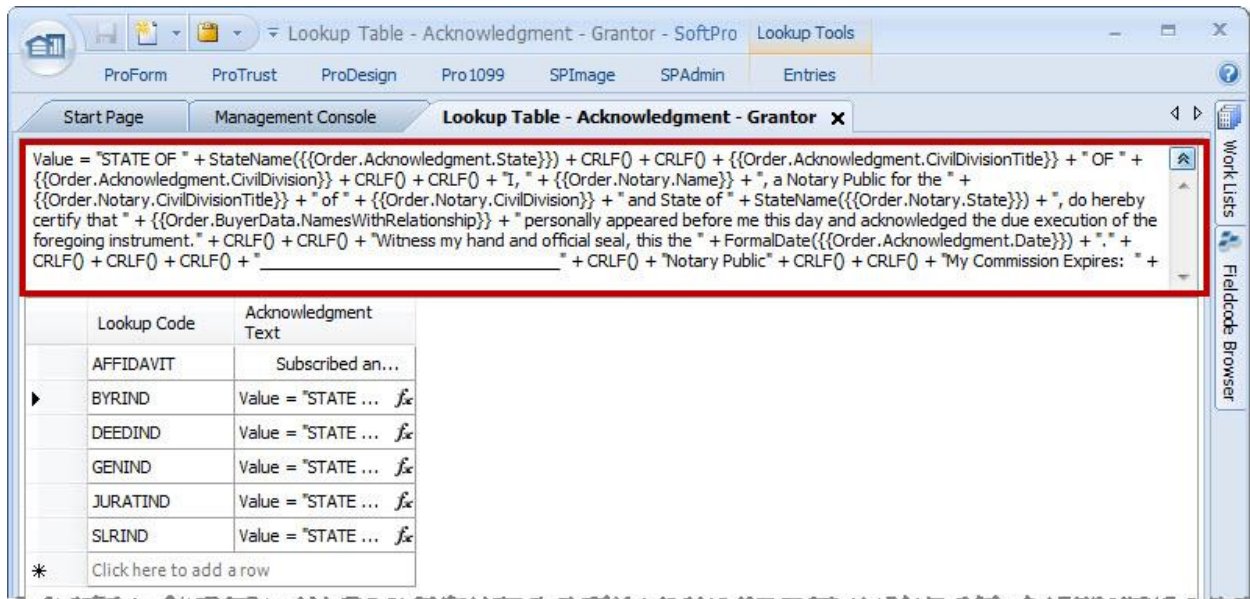 Lookup Table - Acknowledgment - Grantor - SoftPro Lookup Tools
ProForm ProTrust ProDesign Pro1099 SPImage SPAdmin Entries
Start Page Management Console Lookup Table - Acknowledgment - Grantor X
Value = "STATE OF " + StateName({{Order.Acknowledgment.State}}) + CRLF() + CRLF() + {{Order.Acknowledgment.CivilDivisionTitle}} + " OF " +
{{Order.Acknowledgment.CivilDivision}} + CRLF() + CRLF() + "I, " + {{Order.Notary.Name}} + ", a Notary Public for the " +
{{Order.Notary.CivilDivisionTitle}} + " of " + {{Order.Notary.CivilDivision}} + " and State of " + StateName({{Order.Notary.State}}) + ", do hereby
certify that " + {{Order.BuyerData.NamesWithRelationship}} + " personally appeared before me this day and acknowledged the due execution of the
foregoing instrument." + CRLF() + CRLF() + "Witness my hand and official seal, this the " + FormalDate({{Order.Acknowledgment.Date}}) + "." +
CRLF() + CRLF() + CRLF() + "______________________________" + CRLF() + "Notary Public" + CRLF() + CRLF() + "My Commission Expires:  " +
Work Lists
Fieldcode Browser
Lookup Code Acknowledgment
Text
AFFIDAVIT Subscribed an...
BYRIND Value = "STATE ... fx
DEEDIND Value = "STATE ... fx
GENIND Value = "STATE ... fx
JURATIND Value = "STATE ... fx
SLRIND Value = "STATE ... fx
Click here to add a row